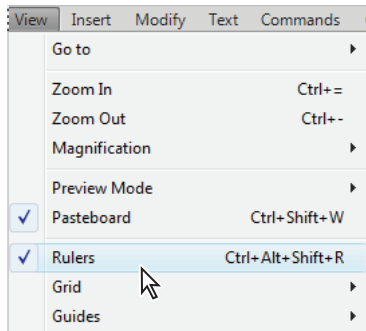 View Insert Modify Text Commands
Go to
Zoom In Ctrl+=
Zoom Out Ctrl+-
Magnification
Preview Mode
Pasteboard Ctrl+Shift+W
Rulers Ctrl+Alt+Shift+R
Grid
Guides